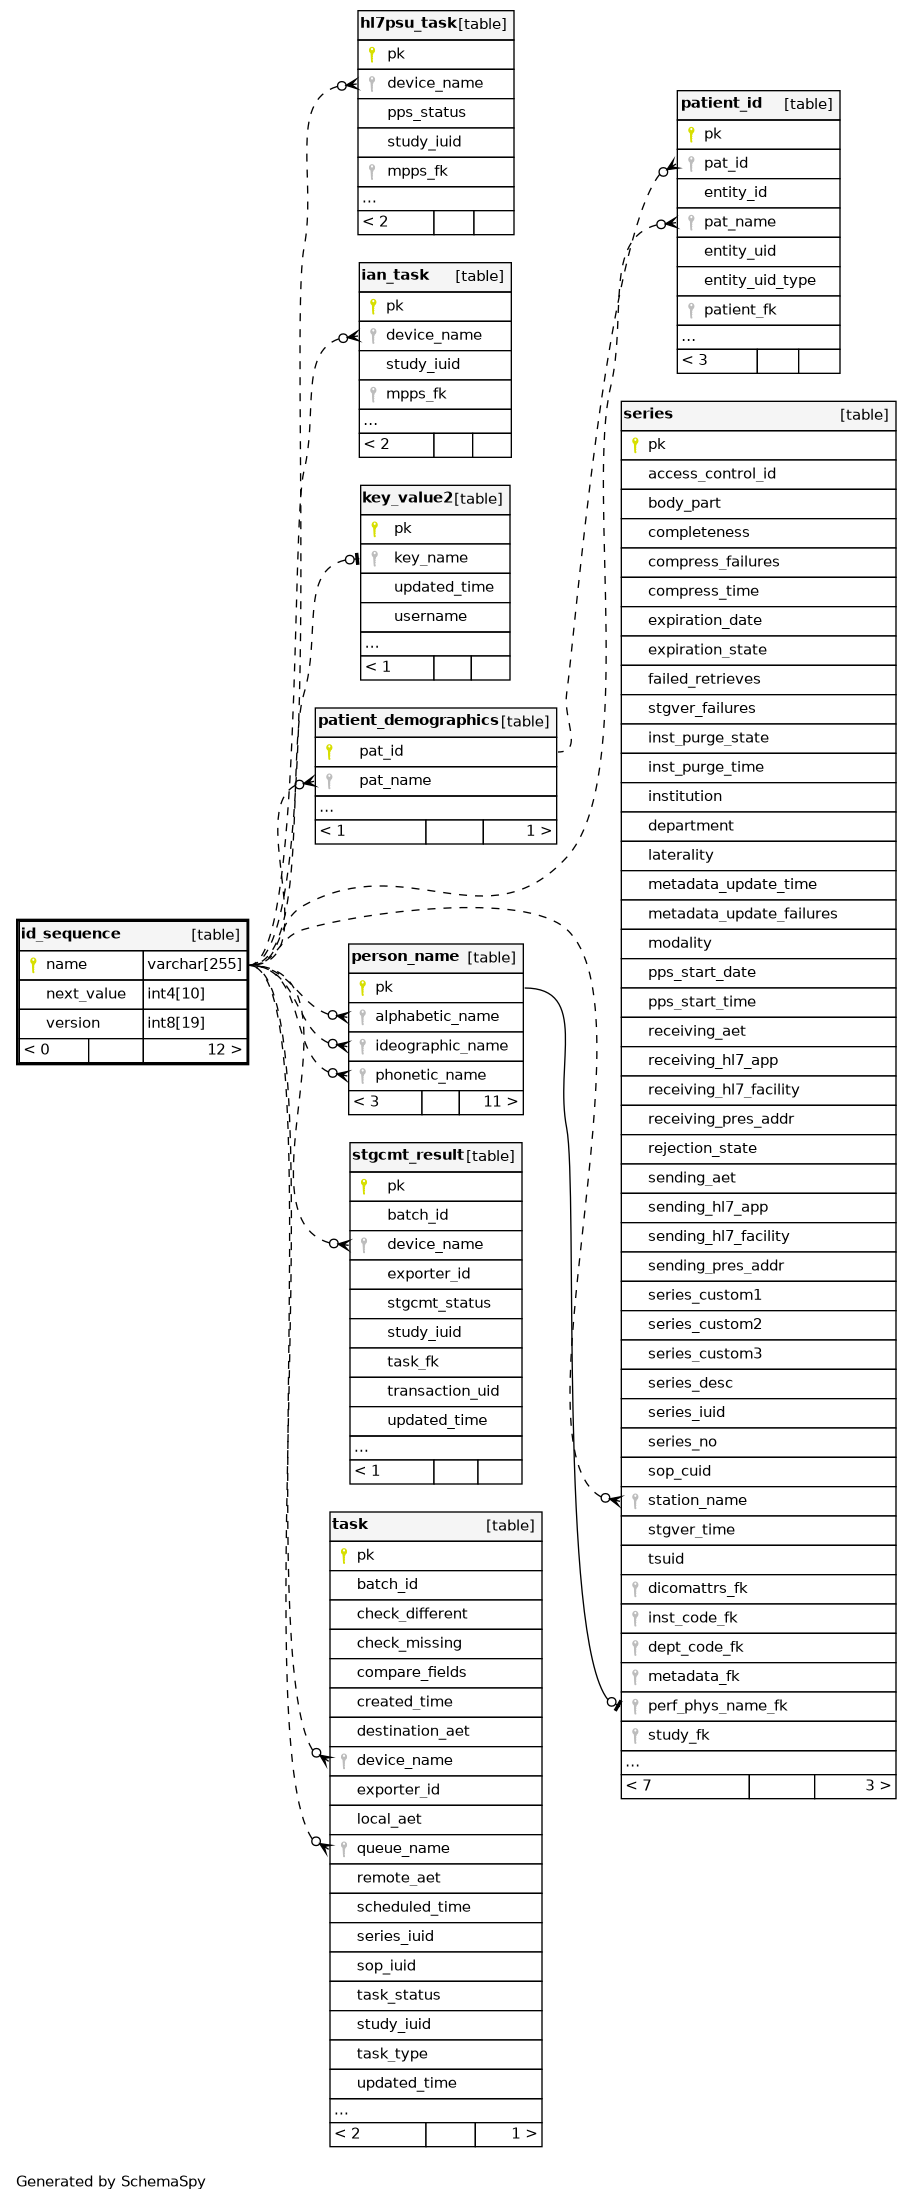 hl7psu_task [table]
pk
device_name
pps_status
study_iuid
mpps_fk
...
< 2
ian_task [table]
pk
device_name
study_iuid
mpps_fk
...
< 2
key_value2 [table]
pk
key_name
updated_time
username
...
< 1
patient_demographics [table]
pat_id
pat_name
...
< 1 1 >
id_sequence [table]
name varchar[255]
next_value int4[10]
version int8[19]
< 0 12 >
person_name [table]
pk
alphabetic_name
ideographic_name
phonetic_name
< 3 11 >
stgcmt_result [table]
pk
batch_id
device_name
exporter_id
stgcmt_status
study_iuid
task_fk
transaction_uid
updated_time
...
< 1
task [table]
pk
batch_id
check_different
check_missing
compare_fields
created_time
destination_aet
device_name
exporter_id
local_aet
queue_name
remote_aet
scheduled_time
series_iuid
sop_iuid
task_status
study_iuid
task_type
updated_time
...
< 2 1 >
patient_id [table]
pk
pat_id
entity_id
pat_name
entity_uid
entity_uid_type
patient_fk
...
< 3
series [table]
pk
access_control_id
body_part
completeness
compress_failures
compress_time
expiration_date
expiration_state
failed_retrieves
stgver_failures
inst_purge_state
inst_purge_time
institution
department
laterality
metadata_update_time
metadata_update_failures
modality
pps_start_date
pps_start_time
receiving_aet
receiving_hl7_app
receiving_hl7_facility
receiving_pres_addr
rejection_state
sending_aet
sending_hl7_app
sending_hl7_facility
sending_pres_addr
series_custom1
series_custom2
series_custom3
series_desc
series_iuid
series_no
sop_cuid
station_name
stgver_time
tsuid
dicomattrs_fk
inst_code_fk
dept_code_fk
metadata_fk
perf_phys_name_fk
study_fk
...
< 7 3 >
Generated by SchemaSpy